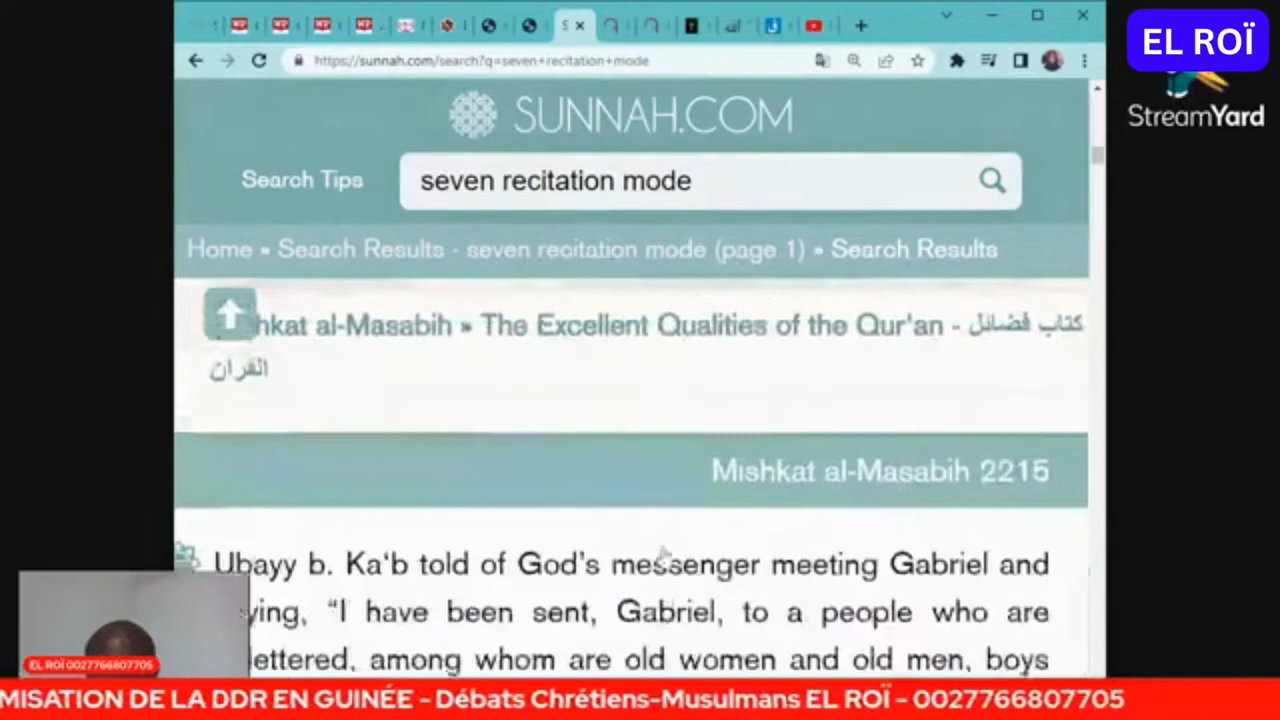 EL ROÏ
StreamYard
https://sunnah.com/search?q=seven+recitation+mode
SUNNAH.COM
Search Tips
seven recitation mode
Home » Search Results - seven recitation mode (page 1) » Search Results
hkat al-Masabih » The Excellent Qualities of the Qur'an - كتاب فضائل
القرآن
Mishkat al-Masabih 2215
Ubayy b. Ka‘b told of God’s messenger meeting Gabriel and
ying, “I have been sent, Gabriel, to a people who are
lettered, among whom are old women and old men, boys
EL ROÏ 0027766807705
MISATION DE LA DDR EN GUINÉE - Débats Chrétiens-Musulmans EL ROÏ - 0027766807705